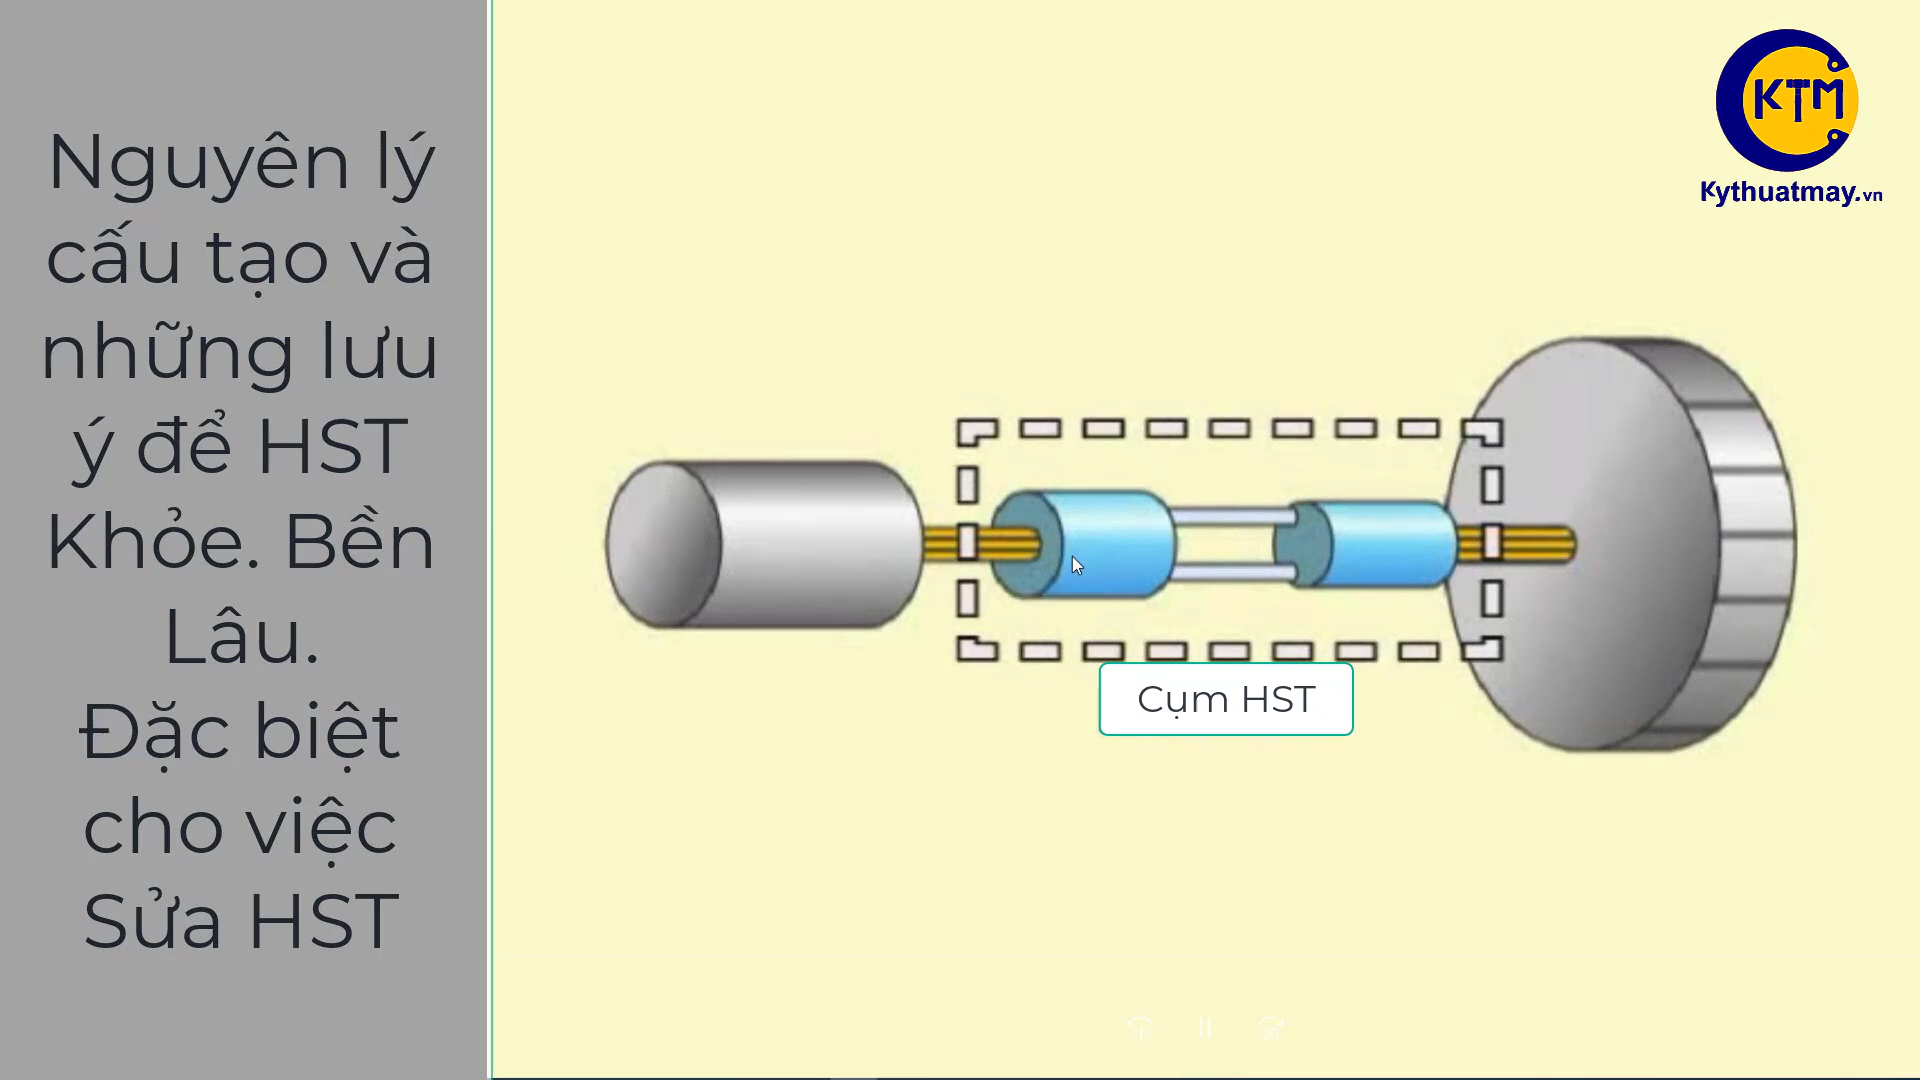 Nguyên lý
cấu tạo và
những lưu
ý để HST
Khỏe. Bền
Lâu.
Đặc biệt
cho việc
Sửa HST
KTM
Kythuatmay.vn
Cụm HST